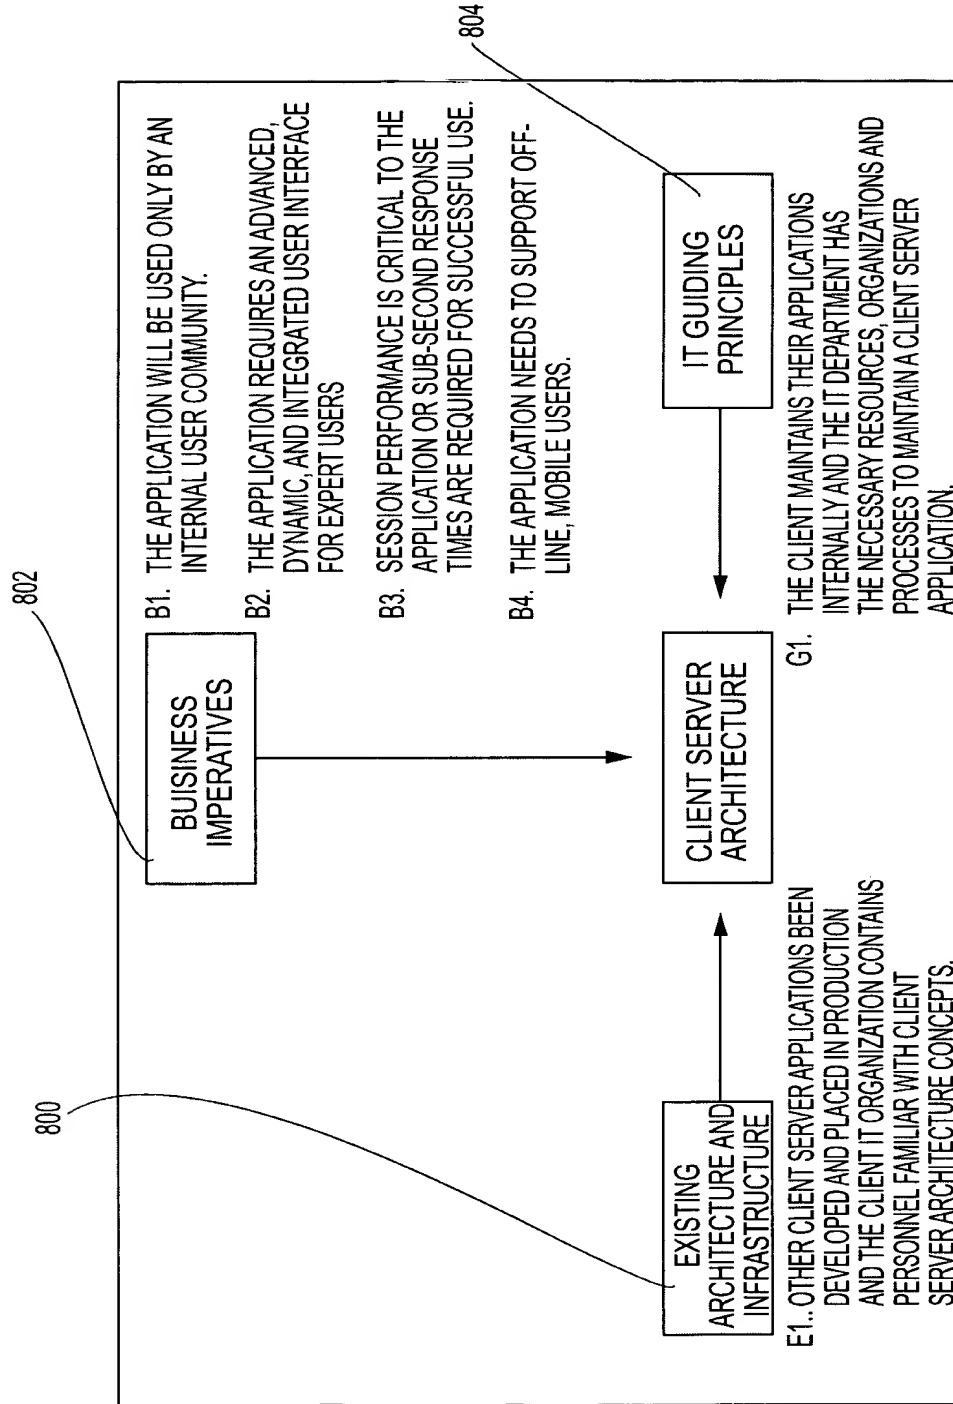 802
BUISINESS
IMPERATIVES
B1. THE APPLICATION WILL BE USED ONLY BY AN
INTERNAL USER COMMUNITY.
B2. THE APPLICATION REQUIRES AN ADVANCED,
DYNAMIC, AND INTEGRATED USER INTERFACE
FOR EXPERT USERS
B3. SESSION PERFORMANCE IS CRITICAL TO THE
APPLICATION OR SUB-SECOND RESPONSE
TIMES ARE REQUIRED FOR SUCCESSFUL USE.
B4. THE APPLICATION NEEDS TO SUPPORT OFF-
LINE, MOBILE USERS.
800
EXISTING
ARCHITECTURE AND
INFRASTRUCTURE
CLIENT SERVER
ARCHITECTURE
804
IT GUIDING
PRINCIPLES
E1.. OTHER CLIENT SERVER APPLICATIONS BEEN
DEVELOPED AND PLACED IN PRODUCTION
AND THE CLIENT IT ORGANIZATION CONTAINS
PERSONNEL FAMILIAR WITH CLIENT
SERVER ARCHITECTURE CONCEPTS.
G1. THE CLIENT MAINTAINS THEIR APPLICATIONS
INTERNALLY AND THE IT DEPARTMENT HAS
THE NECESSARY RESOURCES, ORGANIZATIONS AND
PROCESSES TO MAINTAIN A CLIENT SERVER
APPLICATION.